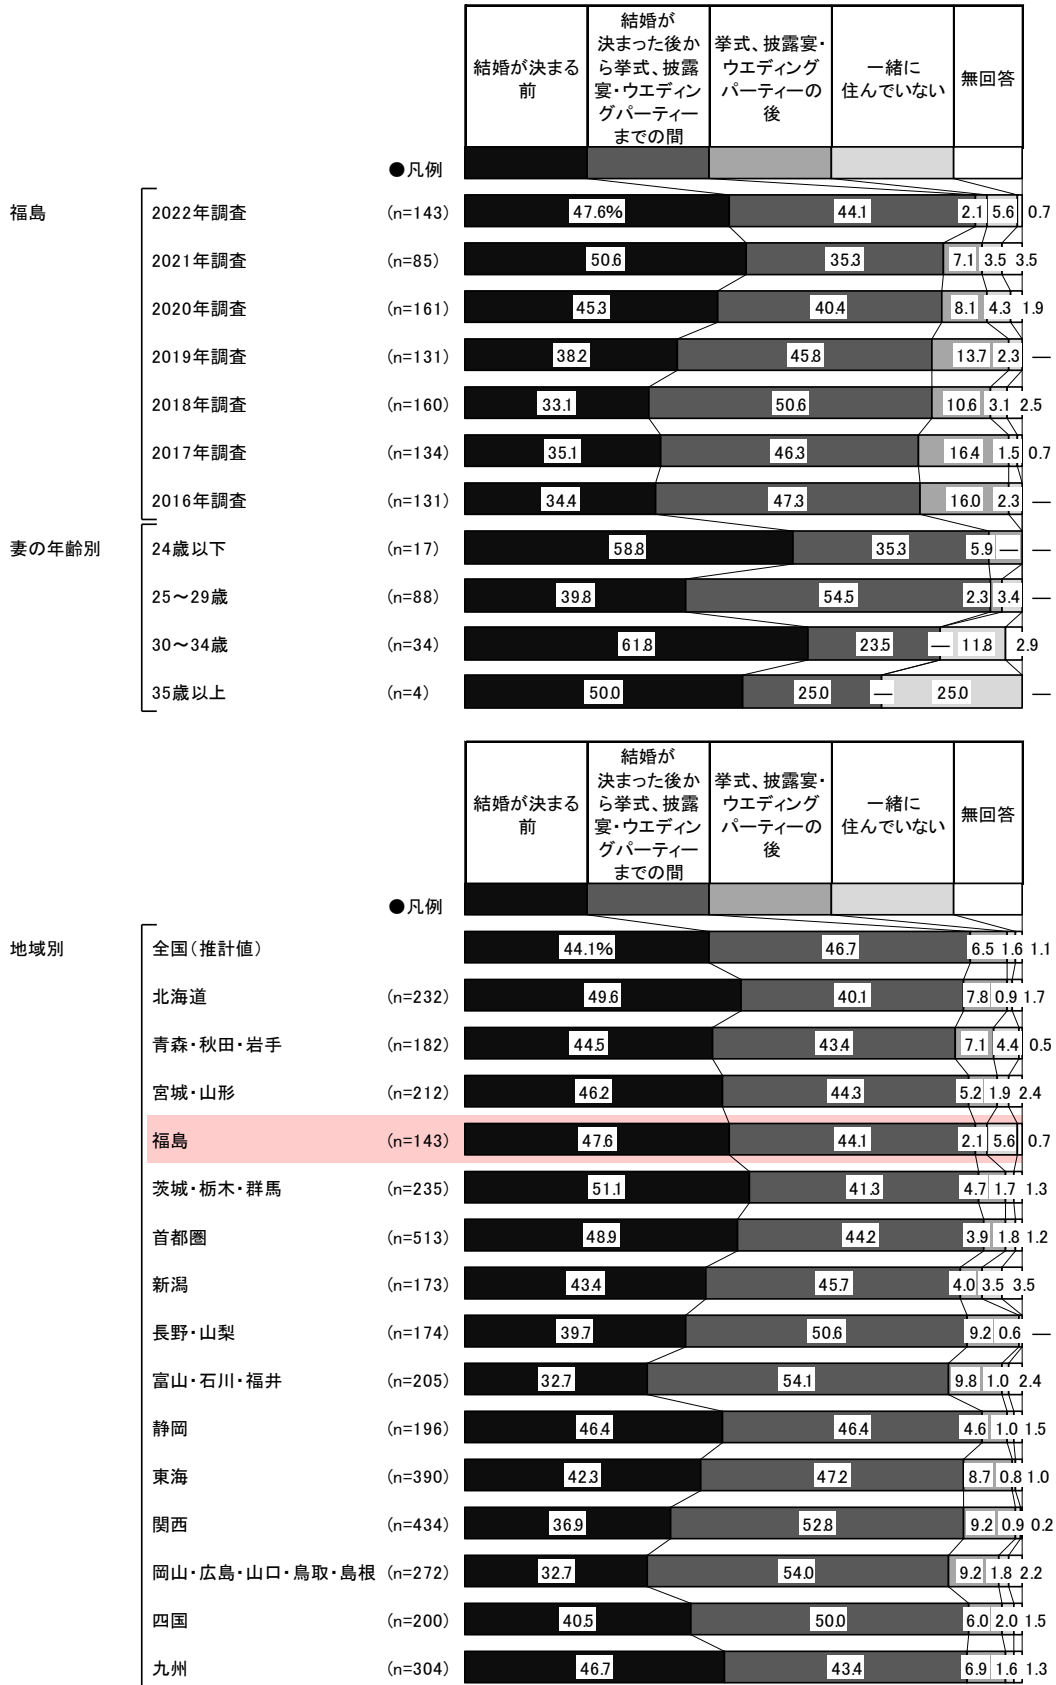 結婚が決まる
前
結婚が
決まった後か
ら挙式、披露
宴・ウエディン
グパーティー
までの間
挙式、披露宴・
ウエディング
パーティーの
後
一緒に
住んでいない
無回答
●凡例
福島
2022年調査 (n=143) 47.6% 44.1 2.1 5.6 0.7
2021年調査 (n=85) 50.6 35.3 7.1 3.5 3.5
2020年調査 (n=161) 45.3 40.4 8.1 4.3 1.9
2019年調査 (n=131) 38.2 45.8 13.7 2.3 —
2018年調査 (n=160) 33.1 50.6 10.6 3.1 2.5
2017年調査 (n=134) 35.1 46.3 16.4 1.5 0.7
2016年調査 (n=131) 34.4 47.3 16.0 2.3 —
妻の年齢別
24歳以下 (n=17) 58.8 35.3 5.9 — —
25～29歳 (n=88) 39.8 54.5 2.3 3.4 —
30～34歳 (n=34) 61.8 23.5 — 11.8 2.9
35歳以上 (n=4) 50.0 25.0 — 25.0 —
結婚が決まる
前
結婚が
決まった後か
ら挙式、披露
宴・ウエディン
グパーティー
までの間
挙式、披露宴・
ウエディング
パーティーの
後
一緒に
住んでいない
無回答
●凡例
地域別
全国（推計値） 44.1% 46.7 6.5 1.6 1.1
北海道 (n=232) 49.6 40.1 7.8 0.9 1.7
青森・秋田・岩手 (n=182) 44.5 43.4 7.1 4.4 0.5
宮城・山形 (n=212) 46.2 44.3 5.2 1.9 2.4
福島 (n=143) 47.6 44.1 2.1 5.6 0.7
茨城・栃木・群馬 (n=235) 51.1 41.3 4.7 1.7 1.3
首都圏 (n=513) 48.9 44.2 3.9 1.8 1.2
新潟 (n=173) 43.4 45.7 4.0 3.5 3.5
長野・山梨 (n=174) 39.7 50.6 9.2 0.6 —
富山・石川・福井 (n=205) 32.7 54.1 9.8 1.0 2.4
静岡 (n=196) 46.4 46.4 4.6 1.0 1.5
東海 (n=390) 42.3 47.2 8.7 0.8 1.0
関西 (n=434) 36.9 52.8 9.2 0.9 0.2
岡山・広島・山口・鳥取・島根 (n=272) 32.7 54.0 9.2 1.8 2.2
四国 (n=200) 40.5 50.0 6.0 2.0 1.5
九州 (n=304) 46.7 43.4 6.9 1.6 1.3